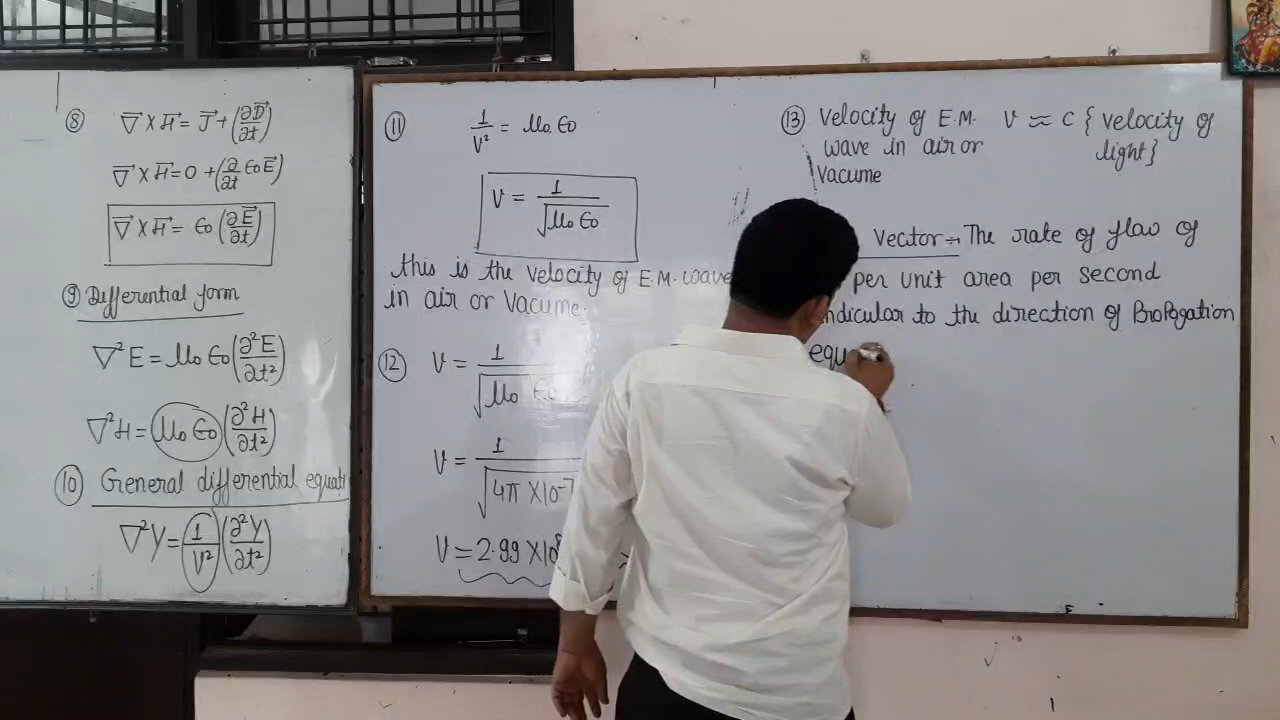 ⑧ ∇⃗ × H⃗ = J⃗ + (∂D⃗/∂t)
∇⃗ × H⃗ = 0 + (∂/∂t ϵ₀E⃗)
∇⃗ × H⃗ = ϵ₀ (∂E⃗/∂t)
⑨ Differential form
∇²E = μ₀ ϵ₀ (∂²E/∂t²)
∇²H = μ₀ ϵ₀ (∂²H/∂t²)
⑩ General differential equati
∇²Y = 1/V² (∂²Y/∂t²)
⑪ 1/V² = μ₀ ϵ₀
V = 1/√μ₀ ϵ₀
this is the velocity of E.M. wave
in air or Vacume.
⑫ V = 1/√μ₀ ϵ₀
V = 1/√4π × 10⁻⁷
V = 2.99 × 10⁸
⑬ Velocity of E.M. V ≈ C { velocity of
wave in air or light}
Vacume
Vector :- The rate of flow of
per unit area per second
ndicular to the direction of Propogation
equ